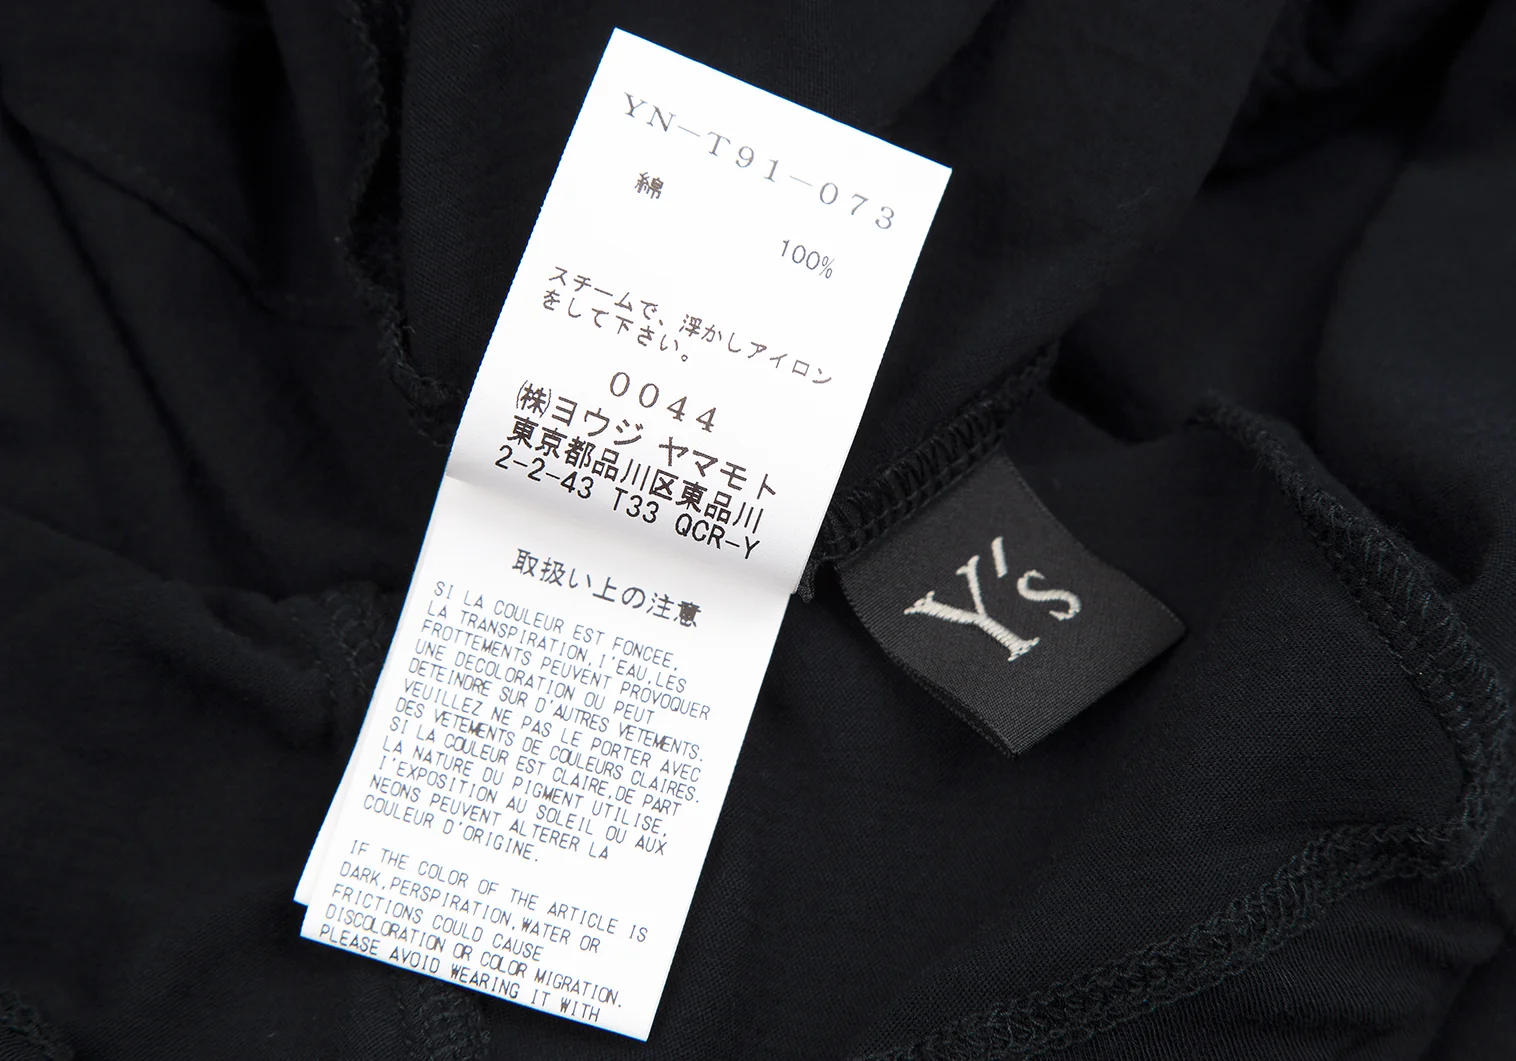 YN-T91-073
綿
100%
スチームで、浮かしアイロン
をして下さい。
0044
㈱ヨウジ ヤマモト
東京都品川区東品川
2-2-43 T33 QCR-Y
取扱い上の注意
SI LA COULEUR EST FONCEE,
LA TRANSPIRATION,I'EAU,LES
FROTTEMENTS PEUVENT PROVOQUER
UNE DECOLORATION OU PEUT
DETEINDRE SUR D'AUTRES VETEMENTS.
VEUILLEZ NE PAS LE PORTER AVEC
DES VETEMENTS DE COULEURS CLAIRES.
SI LA COULEUR EST CLAIRE,DE PART
LA NATURE DU PIGMENT UTILISE,
I'EXPOSITION AU SOLEIL OU AUX
NEONS PEUVENT ALTERER LA
COULEUR D'ORIGINE.
IF THE COLOR OF THE ARTICLE IS
DARK,PERSPIRATION,WATER OR
FRICTIONS COULD CAUSE
DISCOLORATION OR COLOR MIGRATION.
PLEASE AVOID WEARING IT WITH
Y's